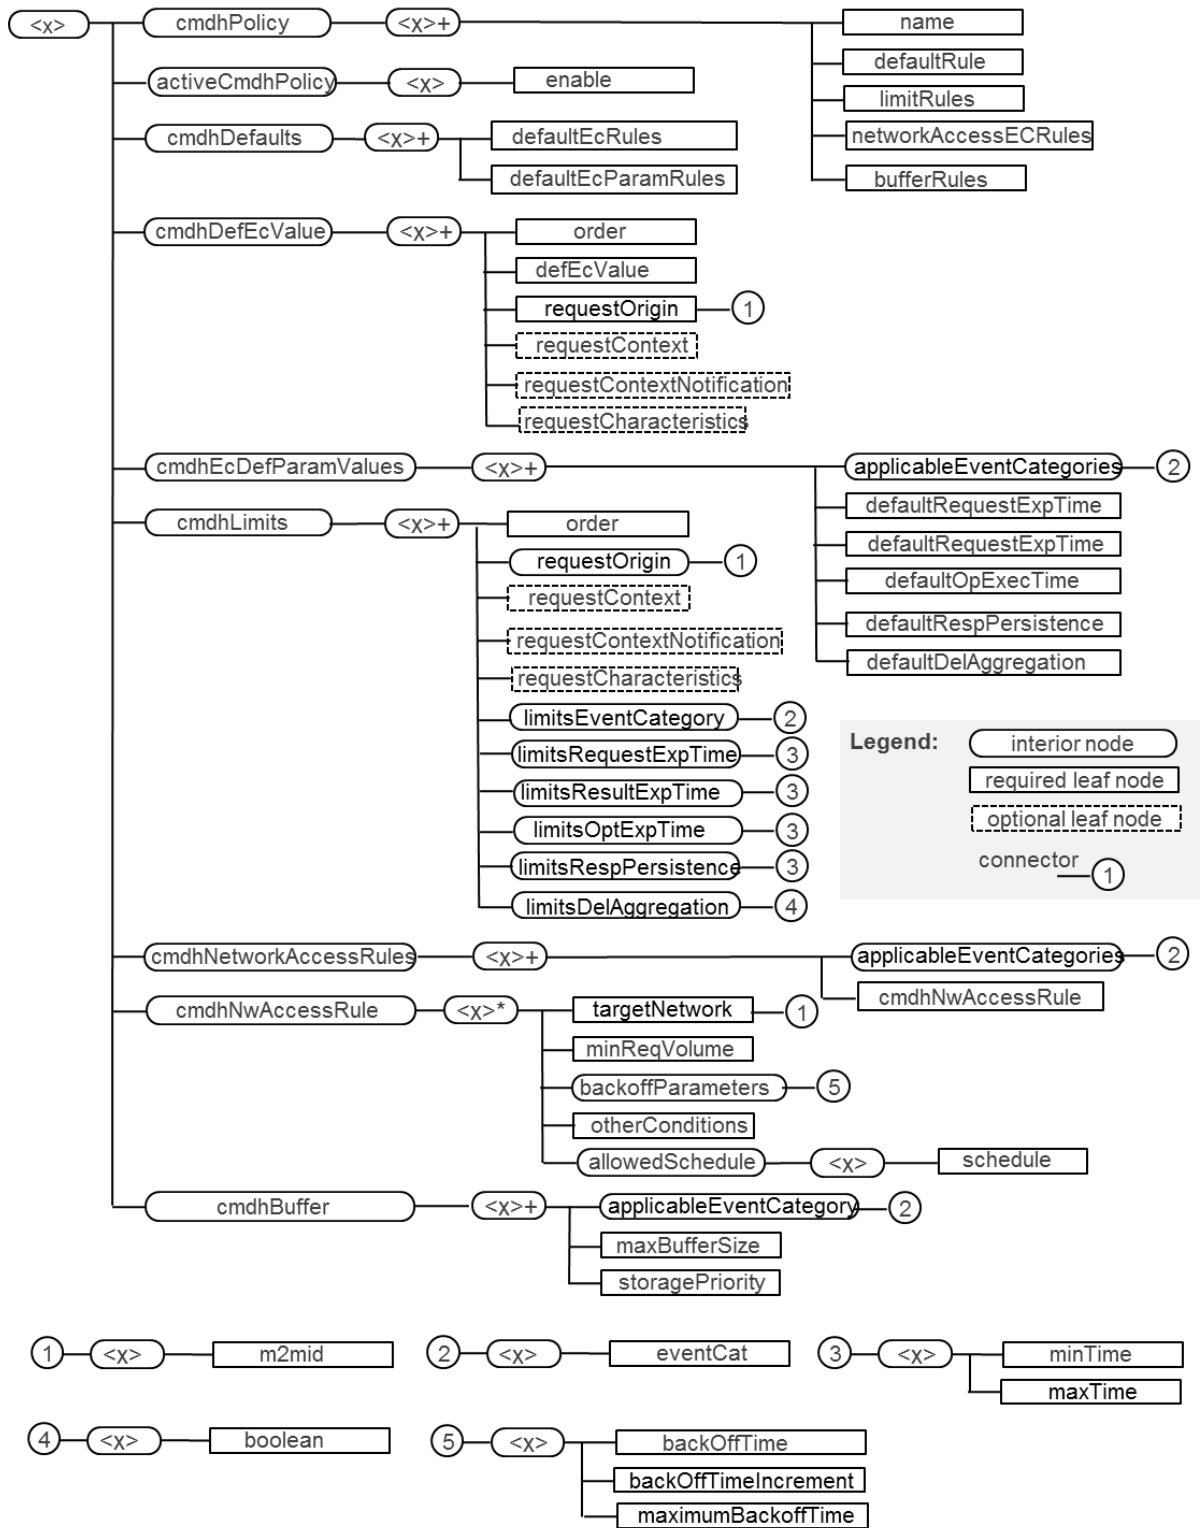 <x>
cmdhPolicy
<x>+
name
defaultRule
limitRules
networkAccessECRules
bufferRules
activeCmdhPolicy
<x>
enable
cmdhDefaults
<x>+
defaultEcRules
defaultEcParamRules
cmdhDefEcValue
<x>+
order
defEcValue
requestOrigin
1
requestContext
requestContextNotification
requestCharacteristics
cmdhEcDefParamValues
<x>+
applicableEventCategories
2
defaultRequestExpTime
defaultRequestExpTime
defaultOpExecTime
defaultRespPersistence
defaultDelAggregation
cmdhLimits
<x>+
order
requestOrigin
1
requestContext
requestContextNotification
requestCharacteristics
limitsEventCategory
2
limitsRequestExpTime
3
limitsResultExpTime
3
limitsOptExpTime
3
limitsRespPersistence
3
limitsDelAggregation
4
Legend:
interior node
required leaf node
optional leaf node
connector
1
cmdhNetworkAccessRules
<x>+
applicableEventCategories
2
cmdhNwAccessRule
cmdhNwAccessRule
<x>*
targetNetwork
1
minReqVolume
backoffParameters
5
otherConditions
allowedSchedule
<x>
schedule
cmdhBuffer
<x>+
applicableEventCategory
2
maxBufferSize
storagePriority
1
<x>
m2mid
2
<x>
eventCat
3
<x>
minTime
maxTime
4
<x>
boolean
5
<x>
backOffTime
backOffTimeIncrement
maximumBackoffTime